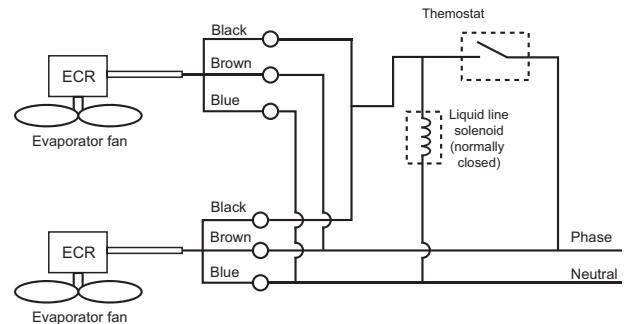 Themostat
Black
Brown
ECR
Blue
Evaporator fan
Liquid line
solenoid
(normally
closed)
Black
Brown
Phase
ECR
Blue
Neutral
Evaporator fan